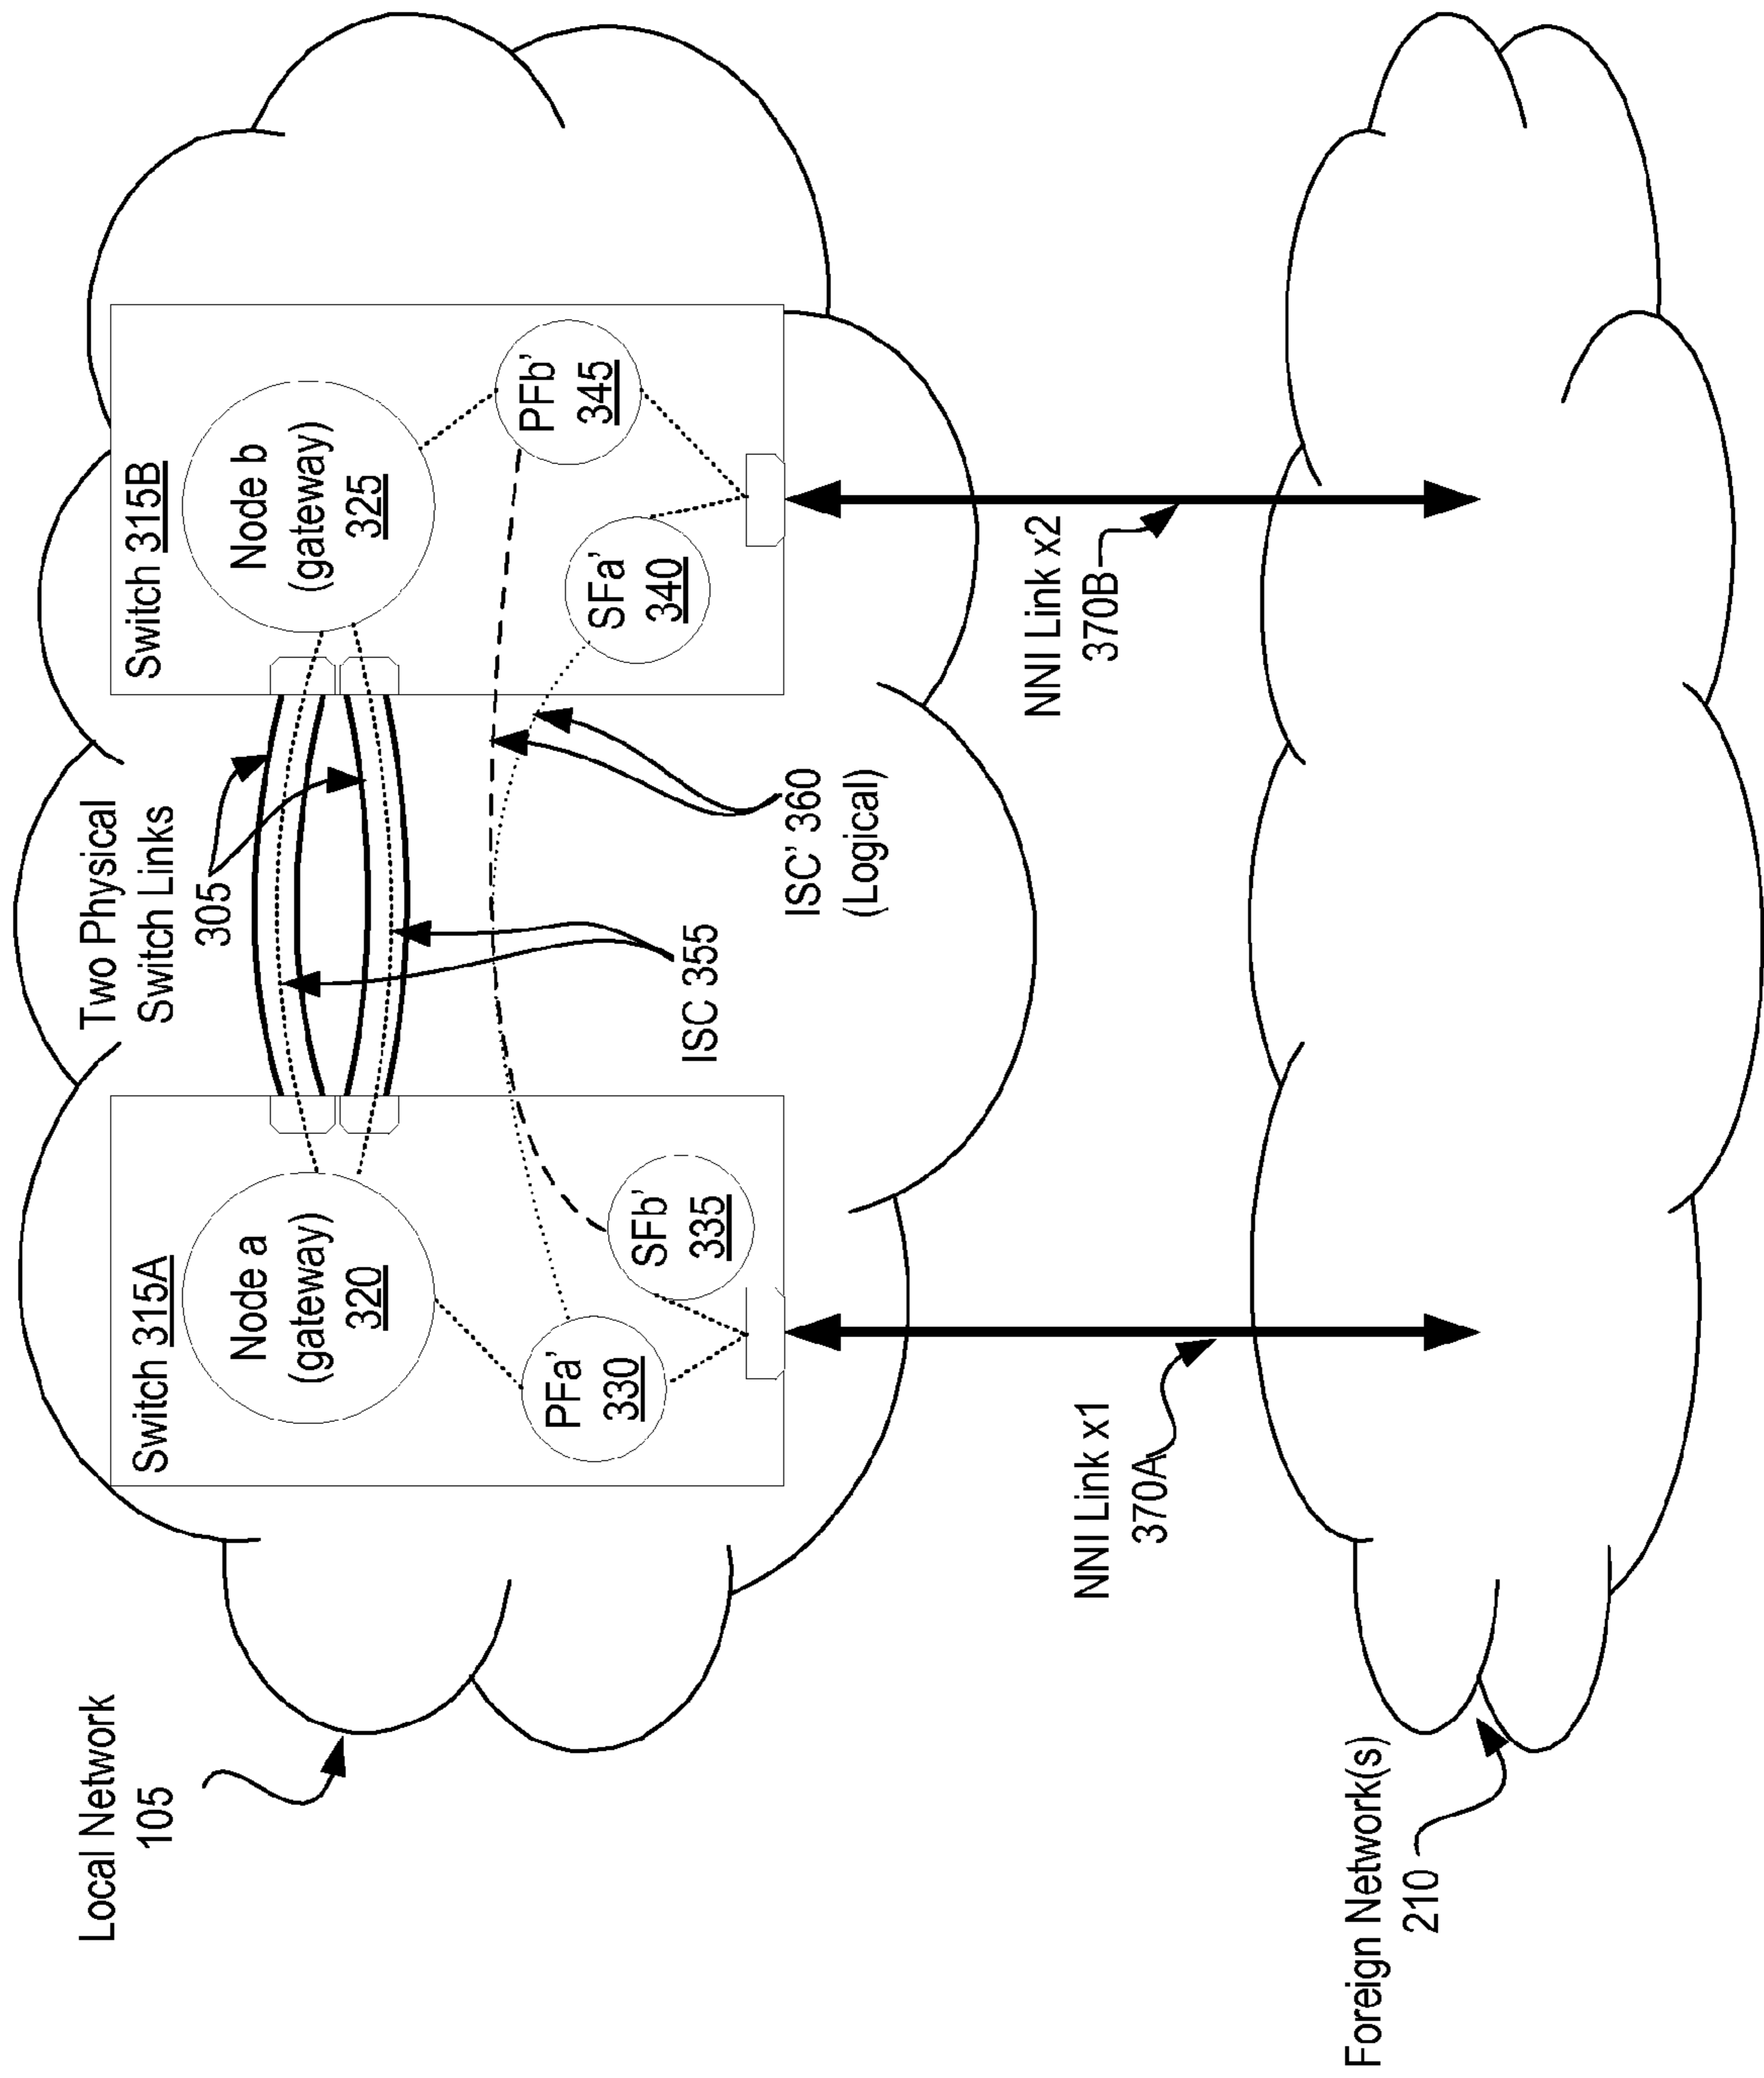 Local Network
105
Two Physical
Switch Links
305
Switch 315A
Node a
(gateway)
320
PFa’
330
SFb’
335
Switch 315B
Node b
(gateway)
325
SFa’
340
PFb’
345
ISC 355
ISC’ 360
(Logical)
NNI Link x1
370A
NNI Link x2
370B
Foreign Network(s)
210